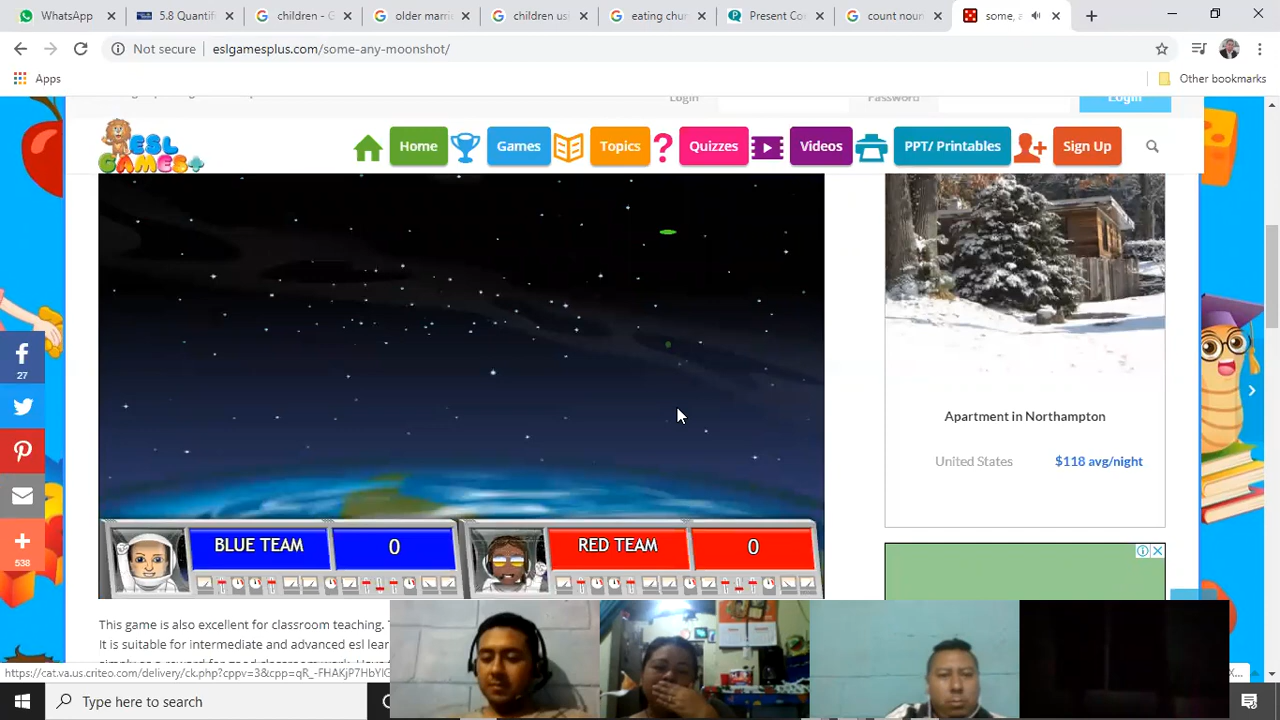 WhatsApp
5.8 Quantif
children - G
older marri
children us
eating chur
Present Co
count noun
some, a
Not secure
eslgamesplus.com/some-any-moonshot/
Apps
Other bookmarks
Login
Password
Login
ESL GAMES+
Home
Games
Topics
?
Quizzes
Videos
PPT/ Printables
Sign Up
27
538
Apartment in Northampton
United States
$118 avg/night
BLUE TEAM
0
RED TEAM
0
This game is also excellent for classroom teaching. T
It is suitable for intermediate and advanced esl lear
https://cat.va.us.criteo.com/delivery/ck.php?cppv=3&cpp=qR_-FHAKjP7HbYlG
X...
Type here to search